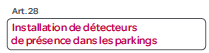 Art. 28
Installation de détecteurs
de présence dans les parkings